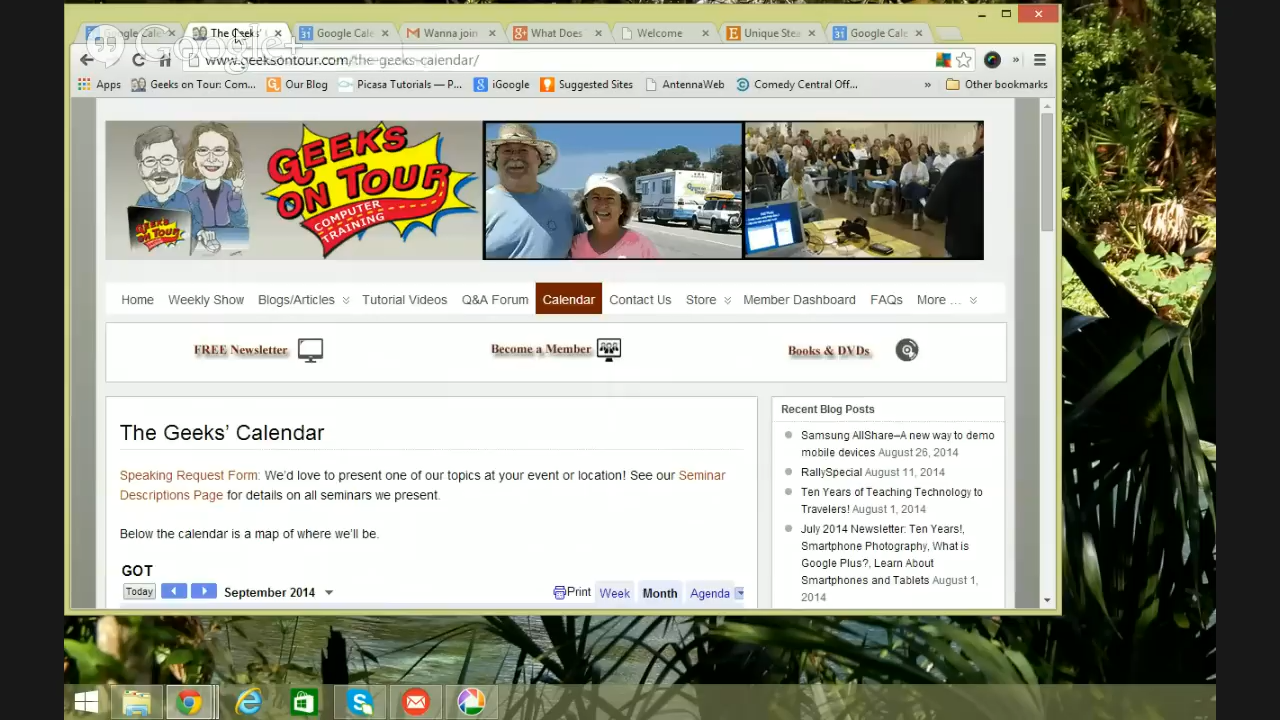 Google Cale
The Geeks'
Google Cale
Wanna join
What Does
Welcome
Unique Stea
Google Cale
Google+
www.geeksontour.com/the-geeks-calendar/
Apps
Geeks on Tour: Com...
Our Blog
Picasa Tutorials — P...
iGoogle
Suggested Sites
AntennaWeb
Comedy Central Off...
»
Other bookmarks
GEEKS
ON TOUR
COMPUTER
TRAINING
Home
Weekly Show
Blogs/Articles
Tutorial Videos
Q&A Forum
Calendar
Contact Us
Store
Member Dashboard
FAQs
More ...
FREE Newsletter
Become a Member
Books & DVDs
The Geeks' Calendar
Speaking Request Form: We'd love to present one of our topics at your event or location! See our Seminar
Descriptions Page for details on all seminars we present.
Below the calendar is a map of where we'll be.
GOT
Today
September 2014
Print
Week
Month
Agenda
Recent Blog Posts
Samsung AllShare–A new way to demo
mobile devices August 26, 2014
RallySpecial August 11, 2014
Ten Years of Teaching Technology to
Travelers! August 1, 2014
July 2014 Newsletter: Ten Years!,
Smartphone Photography, What is
Google Plus?, Learn About
Smartphones and Tablets August 1,
2014